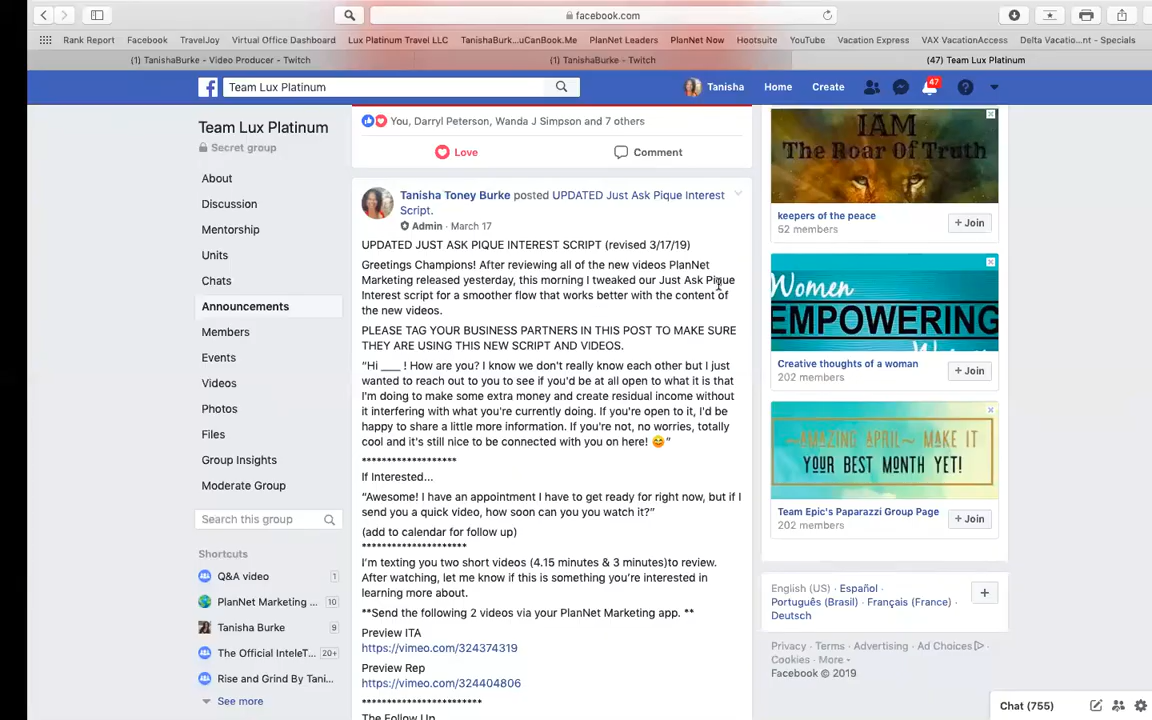 facebook.com
Rank Report Facebook TravelJoy Virtual Office Dashboard Lux Platinum Travel LLC TanishaBurk...uCanBook.Me PlanNet Leaders PlanNet Now Hootsuite YouTube Vacation Express VAX VacationAccess Delta Vacatio...nt - Specials
(1) TanishaBurke - Video Producer - Twitch
(1) TanishaBurke - Twitch
(47) Team Lux Platinum
Team Lux Platinum
Tanisha Home Create 47
Team Lux Platinum
Secret group
About
Discussion
Mentorship
Units
Chats
Announcements
Members
Events
Videos
Photos
Files
Group Insights
Moderate Group
Search this group
Shortcuts
Q&A video 1
PlanNet Marketing ... 10
Tanisha Burke 9
The Official InteleT... 20+
Rise and Grind By Tani...
See more
You, Darryl Peterson, Wanda J Simpson and 7 others
Love Comment
Tanisha Toney Burke posted UPDATED Just Ask Pique Interest
Script.
Admin · March 17
UPDATED JUST ASK PIQUE INTEREST SCRIPT (revised 3/17/19)
Greetings Champions! After reviewing all of the new videos PlanNet
Marketing released yesterday, this morning I tweaked our Just Ask Pique
Interest script for a smoother flow that works better with the content of
the new videos.
PLEASE TAG YOUR BUSINESS PARTNERS IN THIS POST TO MAKE SURE
THEY ARE USING THIS NEW SCRIPT AND VIDEOS.
“Hi ___ ! How are you? I know we don't really know each other but I just
wanted to reach out to you to see if you'd be at all open to what it is that
I'm doing to make some extra money and create residual income without
it interfering with what you're currently doing. If you're open to it, I'd be
happy to share a little more information. If you're not, no worries, totally
cool and it's still nice to be connected with you on here! 😊”
******************
If Interested...
“Awesome! I have an appointment I have to get ready for right now, but if I
send you a quick video, how soon can you you watch it?”
(add to calendar for follow up)
********************
I'm texting you two short videos (4.15 minutes & 3 minutes)to review.
After watching, let me know if this is something you're interested in
learning more about.
**Send the following 2 videos via your PlanNet Marketing app. **
Preview ITA
https://vimeo.com/324374319
Preview Rep
https://vimeo.com/324404806
***********************
The Follow Up
IAM
The Roar Of Truth
keepers of the peace
52 members
+ Join
Women
EMPOWERING
Women
Creative thoughts of a woman
202 members
+ Join
~AMAZING APRIL~ MAKE IT
YOUR BEST MONTH YET!
Team Epic's Paparazzi Group Page
202 members
+ Join
English (US) · Español ·
Português (Brasil) · Français (France) ·
Deutsch
Privacy · Terms · Advertising · Ad Choices
Cookies · More
Facebook © 2019
Chat (755)